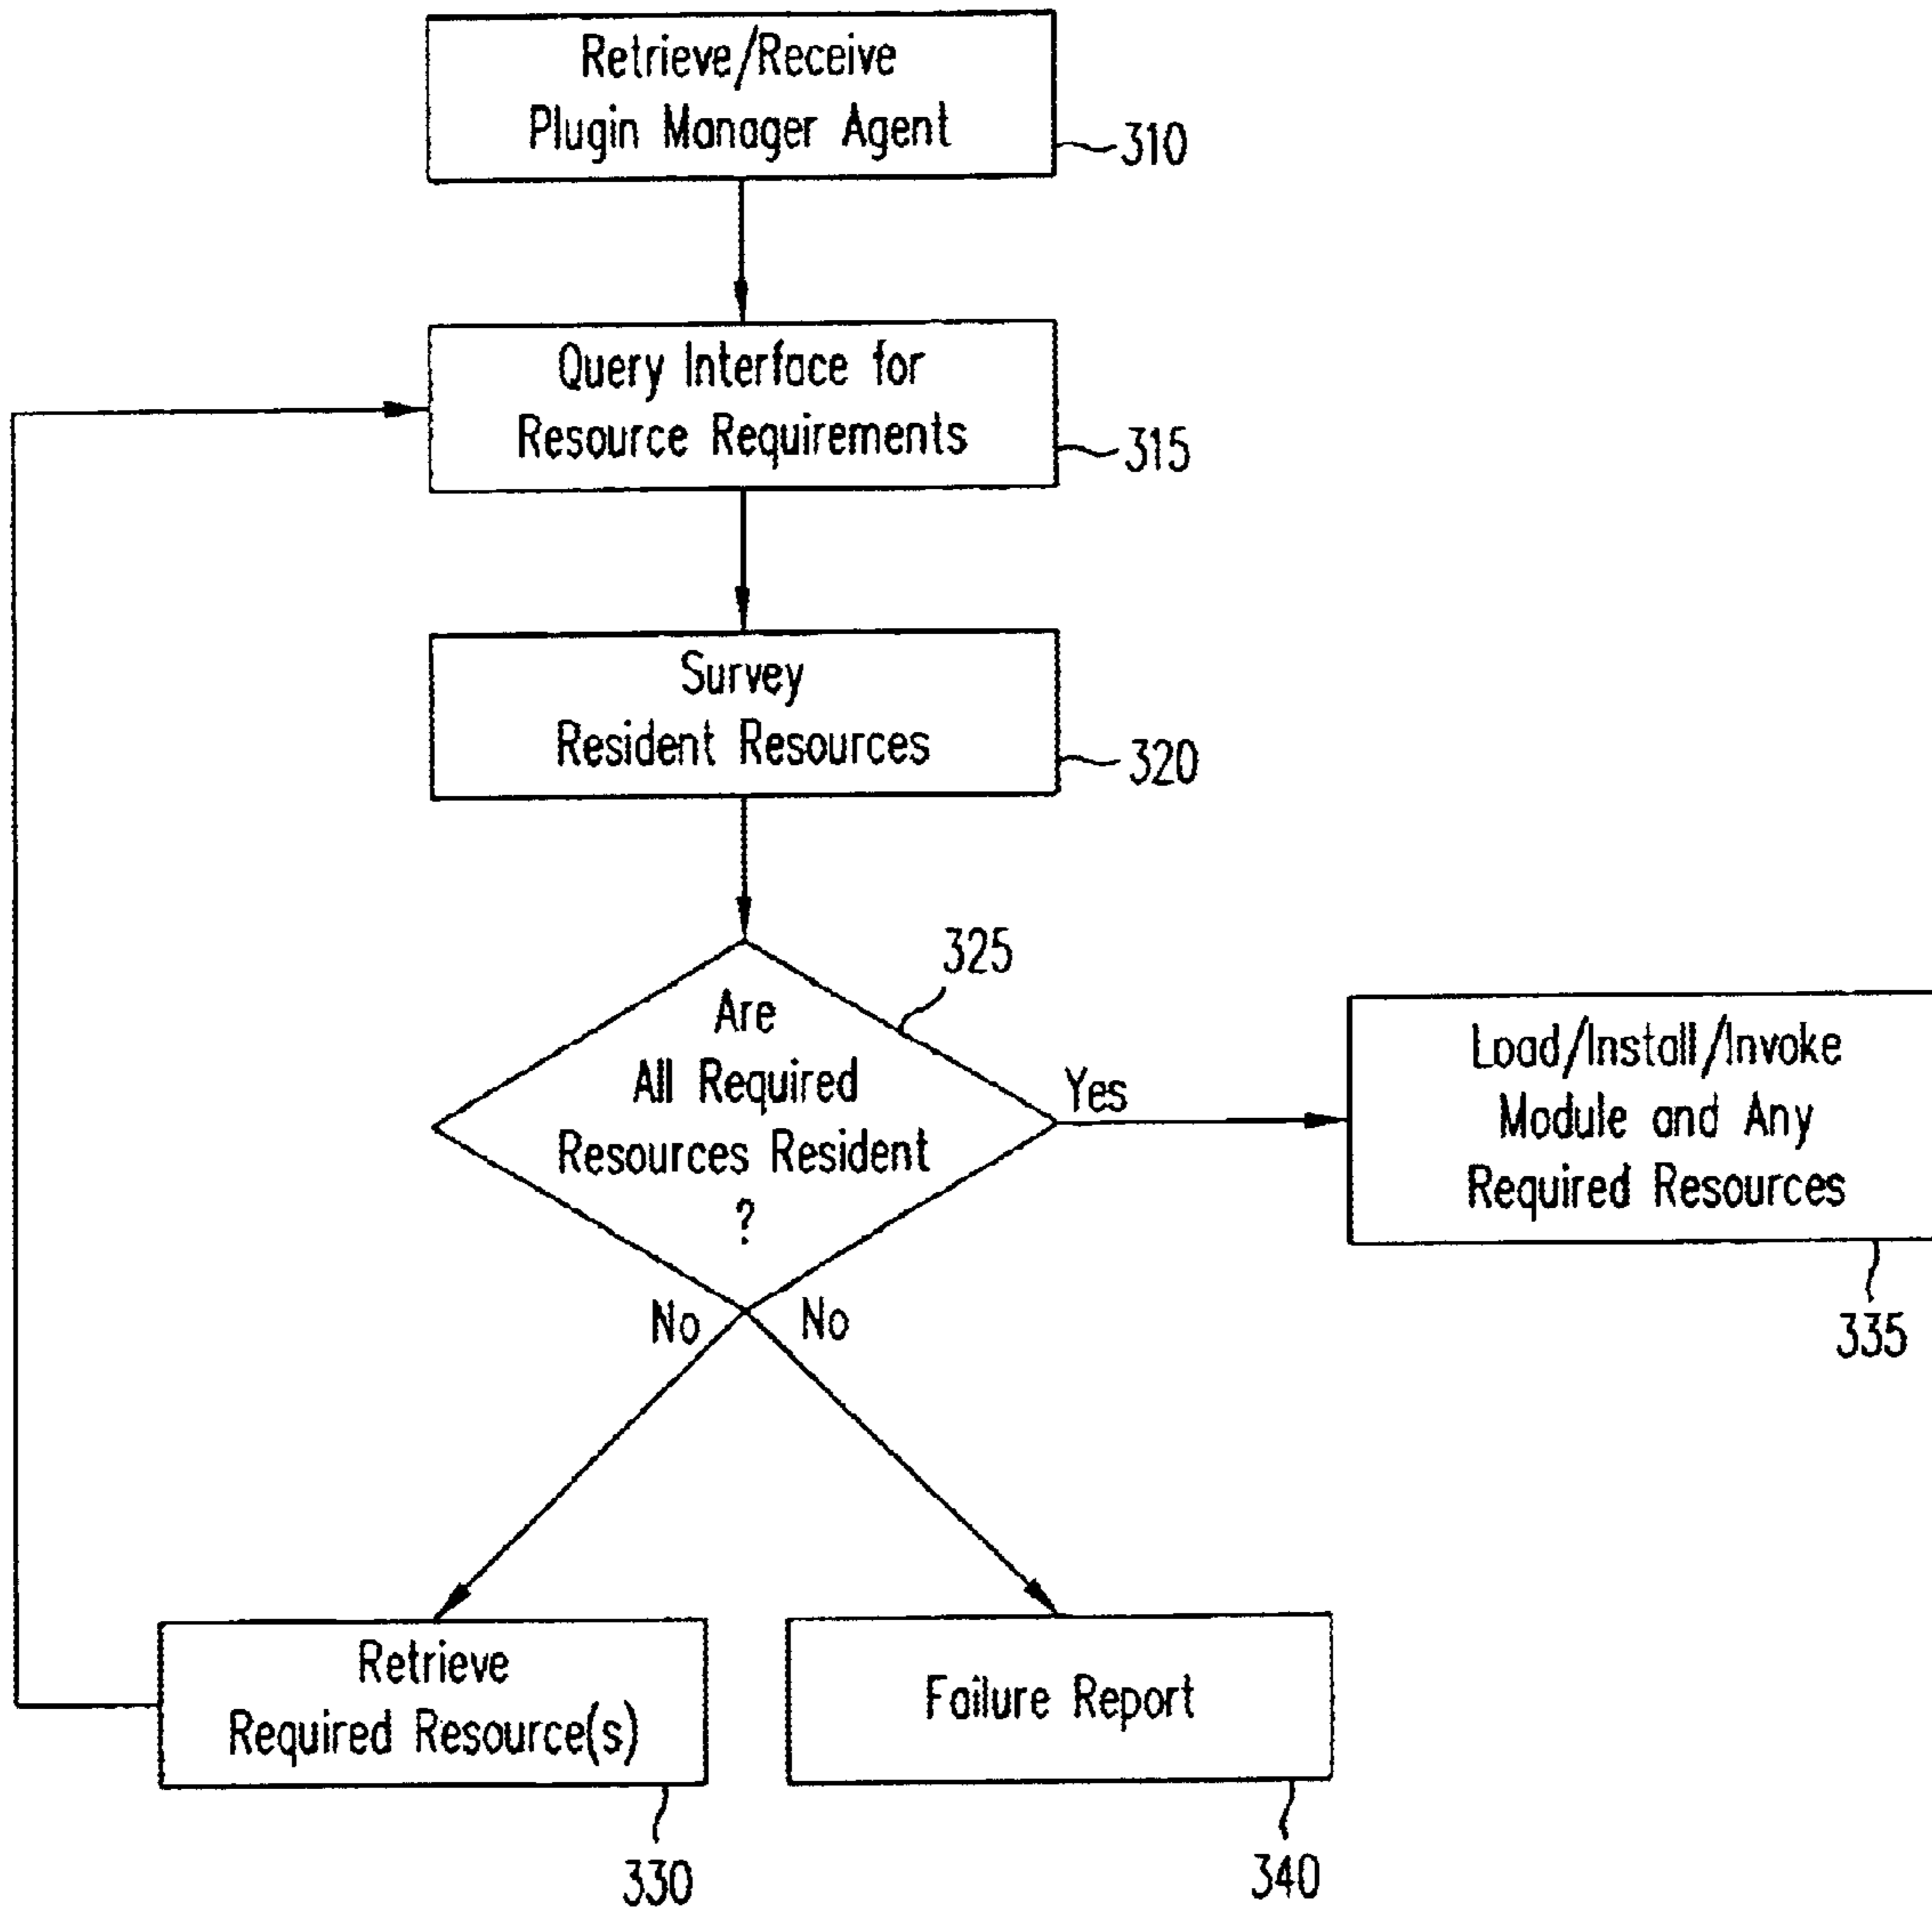 Retrieve/Receive
Plugin Manager Agent
310
Query Interface for
Resource Requirements
315
Survey
Resident Resources
320
325
Are
All Required
Resources Resident
?
Yes
Load/Install/Invoke
Module and Any
Required Resources
335
No
No
Retrieve
Required Resource(s)
330
Failure Report
340